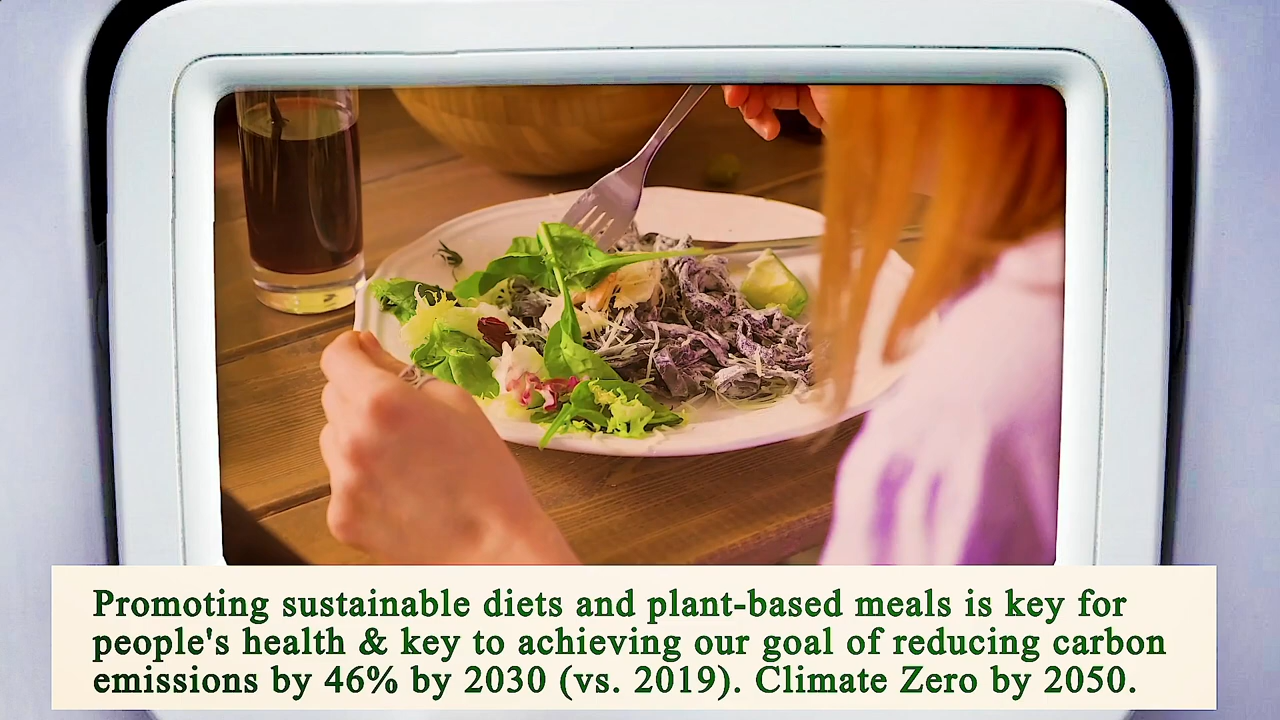 Promoting sustainable diets and plant-based meals is key for
people's health & key to achieving our goal of reducing carbon
emissions by 46% by 2030 (vs. 2019). Climate Zero by 2050.